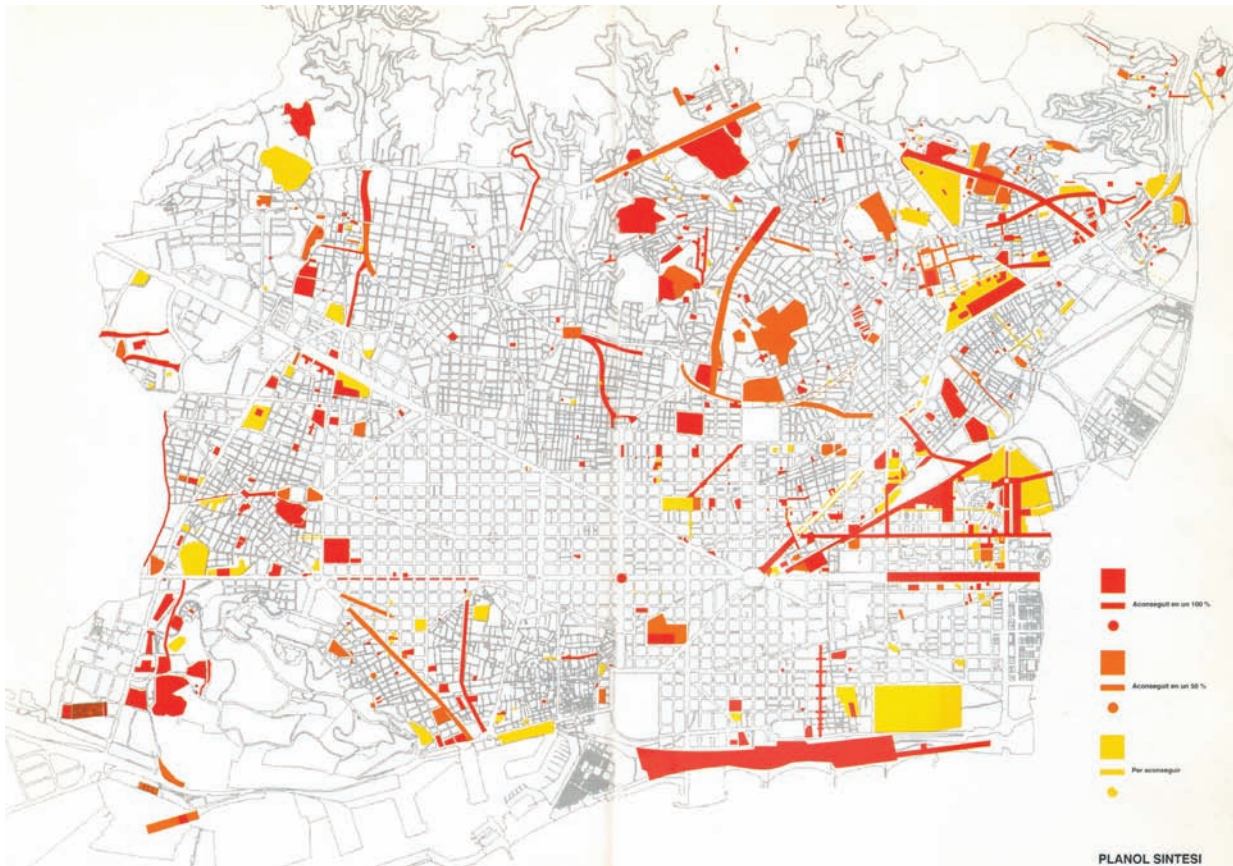 Aconseguit en un 100 %
Aconseguit en un 50 %
Per aconseguir
PLANOL SINTESI